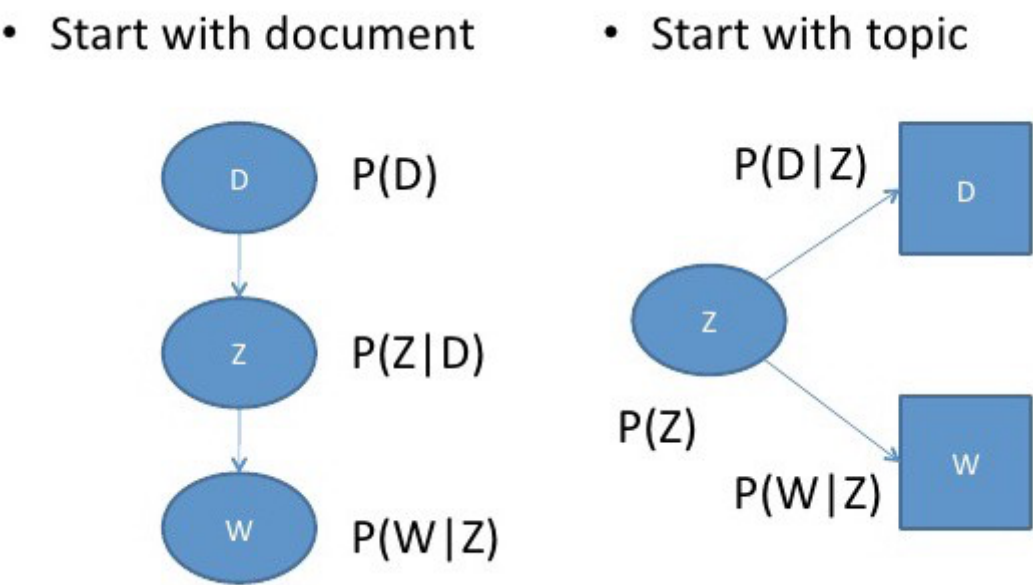 • Start with document
D
P(D)
Z
P(Z|D)
W
P(W|Z)
• Start with topic
P(D|Z)
D
Z
P(Z)
P(W|Z)
W